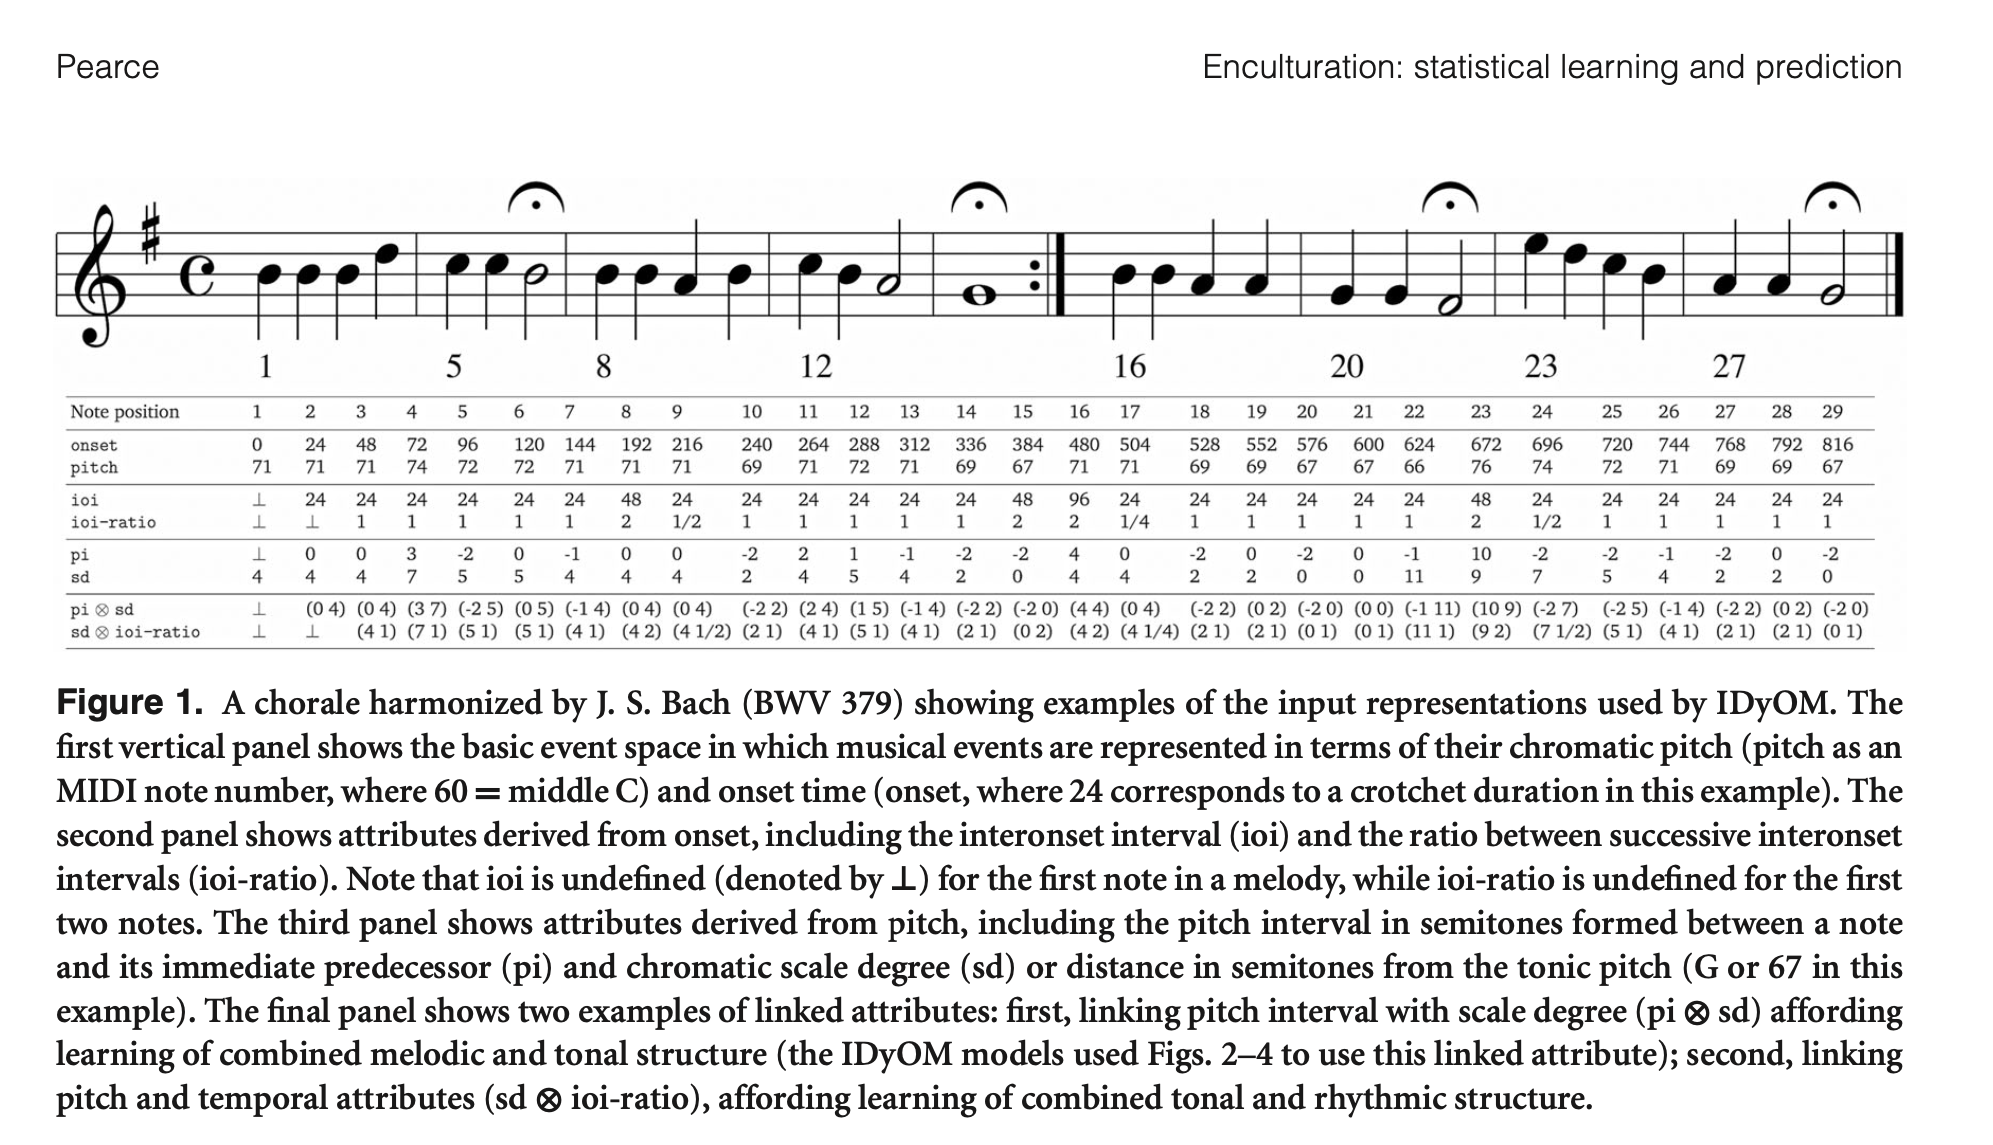 Pearce
Enculturation: statistical learning and prediction
1 5 8 12 16 20 23 27
Note position 1 2 3 4 5 6 7 8 9 10 11 12 13 14 15 16 17 18 19 20 21 22 23 24 25 26 27 28 29
onset 0 24 48 72 96 120 144 192 216 240 264 288 312 336 384 480 504 528 552 576 600 624 672 696 720 744 768 792 816
pitch 71 71 71 74 72 72 71 71 71 69 71 72 71 69 67 71 71 69 69 67 67 66 76 74 72 71 69 69 67
ioi ⊥ 24 24 24 24 24 24 48 24 24 24 24 24 24 48 96 24 24 24 24 24 24 48 24 24 24 24 24 24
ioi-ratio ⊥ ⊥ 1 1 1 1 1 2 1/2 1 1 1 1 1 2 2 1/4 1 1 1 1 1 2 1/2 1 1 1 1 1
pi ⊥ 0 0 3 -2 0 -1 0 0 -2 2 1 -1 -2 -2 4 0 -2 0 -2 0 -1 10 -2 -2 -1 -2 0 -2
sd 4 4 4 7 5 5 4 4 4 2 4 5 4 2 0 4 4 2 2 0 0 11 9 7 5 4 2 2 0
pi ⊗ sd ⊥ (0 4) (0 4) (3 7) (-2 5) (0 5) (-1 4) (0 4) (0 4) (-2 2) (2 4) (1 5) (-1 4) (-2 2) (-2 0) (4 4) (0 4) (-2 2) (0 2) (-2 0) (0 0) (-1 11) (10 9) (-2 7) (-2 5) (-1 4) (-2 2) (0 2) (-2 0)
sd ⊗ ioi-ratio ⊥ ⊥ (4 1) (7 1) (5 1) (5 1) (4 1) (4 2) (4 1/2) (2 1) (4 1) (5 1) (4 1) (2 1) (0 2) (4 2) (4 1/4) (2 1) (2 1) (0 1) (0 1) (11 1) (9 2) (7 1/2) (5 1) (4 1) (2 1) (2 1) (0 1)
Figure 1. A chorale harmonized by J. S. Bach (BWV 379) showing examples of the input representations used by IDyOM. The
first vertical panel shows the basic event space in which musical events are represented in terms of their chromatic pitch (pitch as an
MIDI note number, where 60 = middle C) and onset time (onset, where 24 corresponds to a crotchet duration in this example). The
second panel shows attributes derived from onset, including the interonset interval (ioi) and the ratio between successive interonset
intervals (ioi-ratio). Note that ioi is undefined (denoted by ⊥) for the first note in a melody, while ioi-ratio is undefined for the first
two notes. The third panel shows attributes derived from pitch, including the pitch interval in semitones formed between a note
and its immediate predecessor (pi) and chromatic scale degree (sd) or distance in semitones from the tonic pitch (G or 67 in this
example). The final panel shows two examples of linked attributes: first, linking pitch interval with scale degree (pi ⊗ sd) affording
learning of combined melodic and tonal structure (the IDyOM models used Figs. 2–4 to use this linked attribute); second, linking
pitch and temporal attributes (sd ⊗ ioi-ratio), affording learning of combined tonal and rhythmic structure.